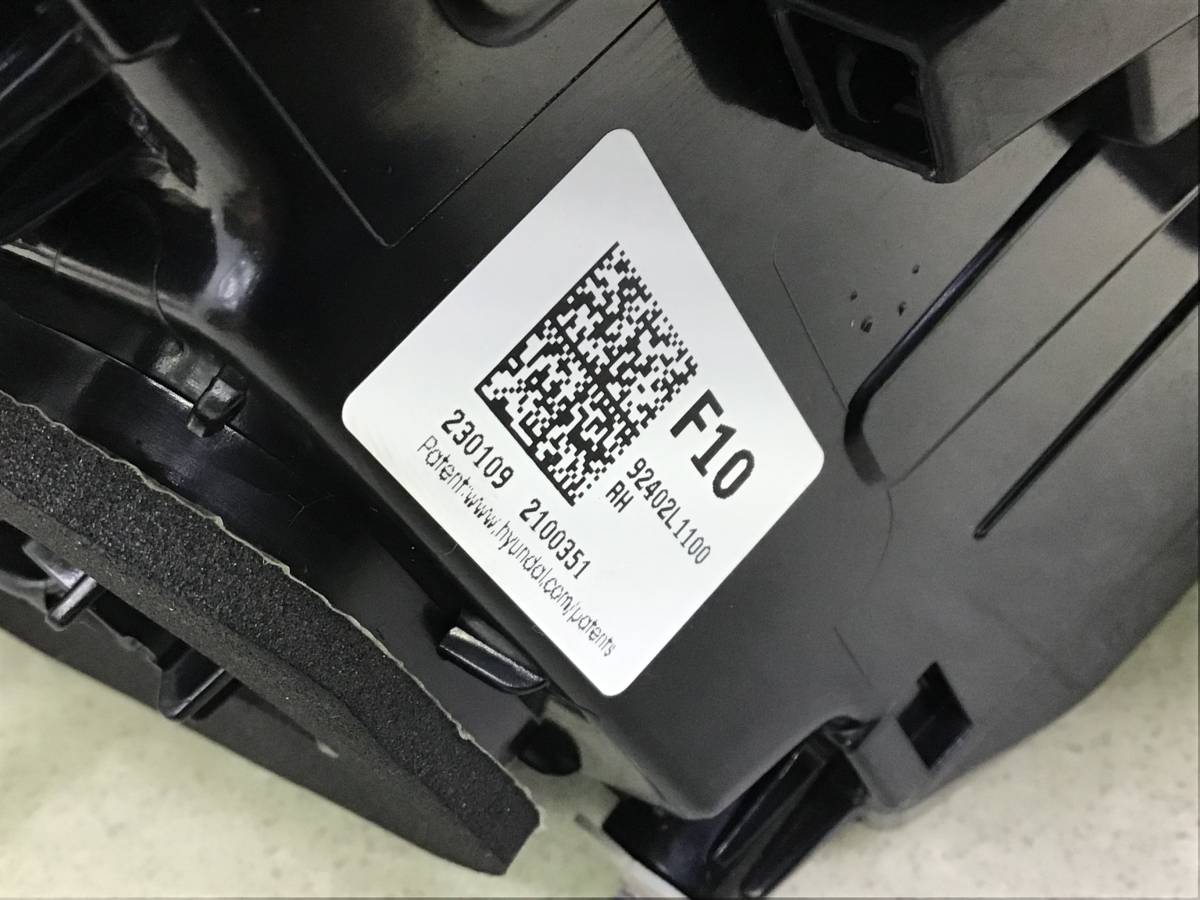 F10
92402L1100
RH
230109 2100351
Patent:www.hyundai.com/patents